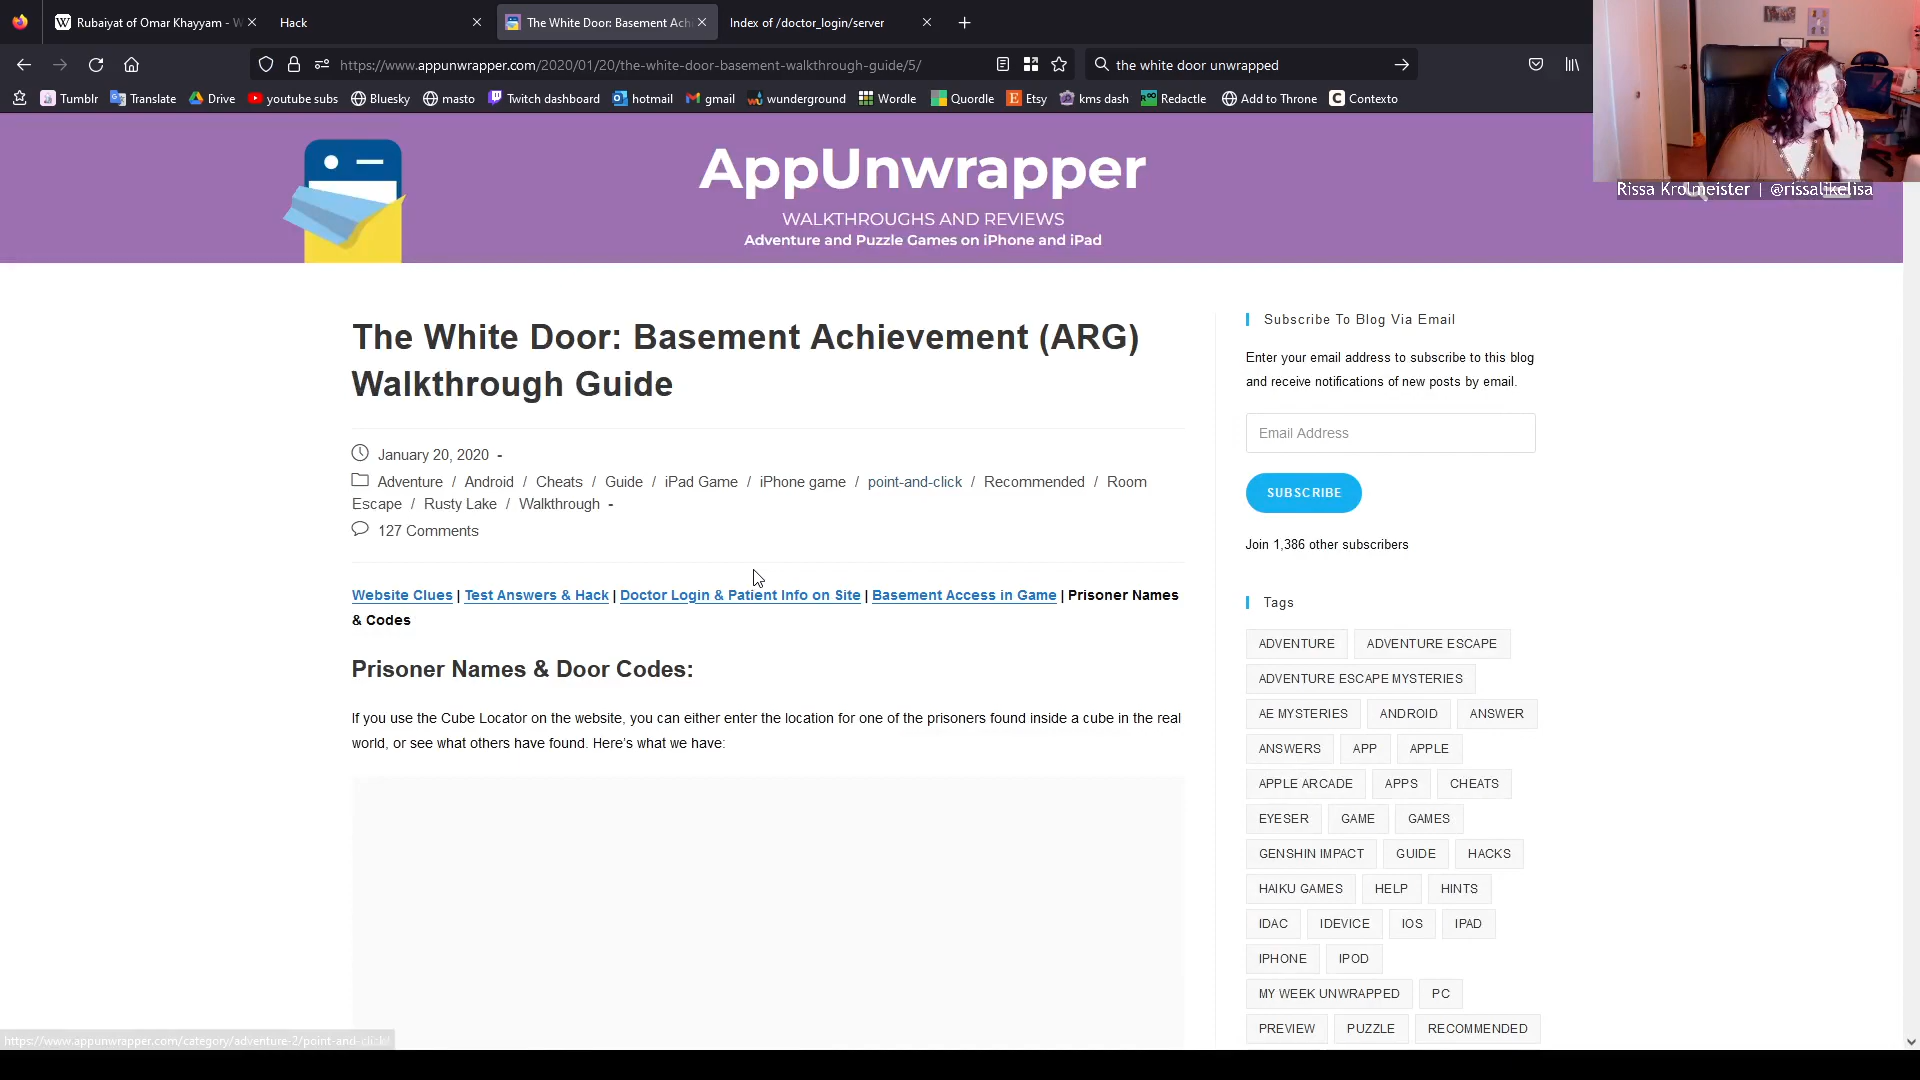 Rubaiyat of Omar Khayyam - W
Hack
The White Door: Basement Achi
Index of /doctor_login/server
https://www.appunwrapper.com/2020/01/20/the-white-door-basement-walkthrough-guide/5/
the white door unwrapped
Tumblr
Translate
Drive
youtube subs
Bluesky
masto
Twitch dashboard
hotmail
gmail
wunderground
Wordle
Quordle
Etsy
kms dash
Redactle
Add to Throne
Contexto
Rissa Krolmeister | @rissalikelisa
AppUnwrapper
WALKTHROUGHS AND REVIEWS
Adventure and Puzzle Games on iPhone and iPad
The White Door: Basement Achievement (ARG)
Walkthrough Guide
January 20, 2020 -
Adventure / Android / Cheats / Guide / iPad Game / iPhone game / point-and-click / Recommended / Room
Escape / Rusty Lake / Walkthrough -
127 Comments
Website Clues | Test Answers & Hack | Doctor Login & Patient Info on Site | Basement Access in Game | Prisoner Names
& Codes
Prisoner Names & Door Codes:
If you use the Cube Locator on the website, you can either enter the location for one of the prisoners found inside a cube in the real
world, or see what others have found. Here's what we have:
Subscribe To Blog Via Email
Enter your email address to subscribe to this blog
and receive notifications of new posts by email.
Email Address
SUBSCRIBE
Join 1,386 other subscribers
Tags
ADVENTURE
ADVENTURE ESCAPE
ADVENTURE ESCAPE MYSTERIES
AE MYSTERIES
ANDROID
ANSWER
ANSWERS
APP
APPLE
APPLE ARCADE
APPS
CHEATS
EYESER
GAME
GAMES
GENSHIN IMPACT
GUIDE
HACKS
HAIKU GAMES
HELP
HINTS
IDAC
IDEVICE
IOS
IPAD
IPHONE
IPOD
MY WEEK UNWRAPPED
PC
PREVIEW
PUZZLE
RECOMMENDED
https://www.appunwrapper.com/category/adventure-2/point-and-click/